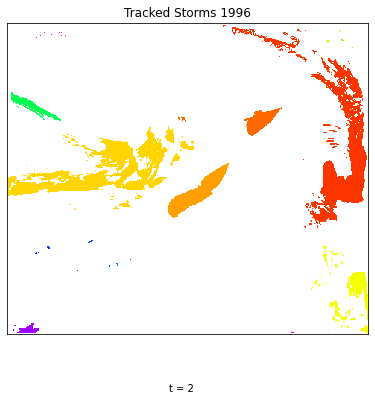 Tracked Storms 1996
t = 2